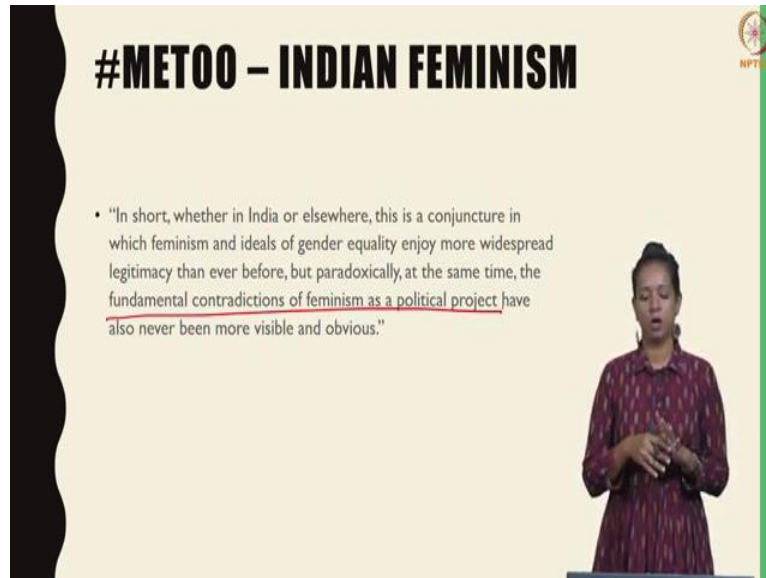 #METOO – INDIAN FEMINISM
NPTE
• “In short, whether in India or elsewhere, this is a conjuncture in
which feminism and ideals of gender equality enjoy more widespread
legitimacy than ever before, but paradoxically, at the same time, the
fundamental contradictions of feminism as a political project have
also never been more visible and obvious.”